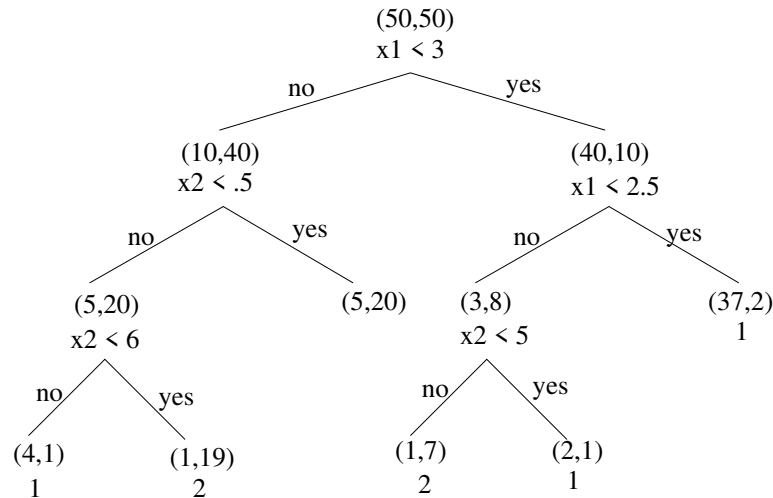 (50,50)
x1 < 3
no yes
(10,40) (40,10)
x2 < .5 x1 < 2.5
no yes no yes
(5,20) (5,20) (3,8) (37,2)
x2 < 6 x2 < 5 1
no yes no yes
(4,1) (1,19) (1,7) (2,1)
1 2 2 1